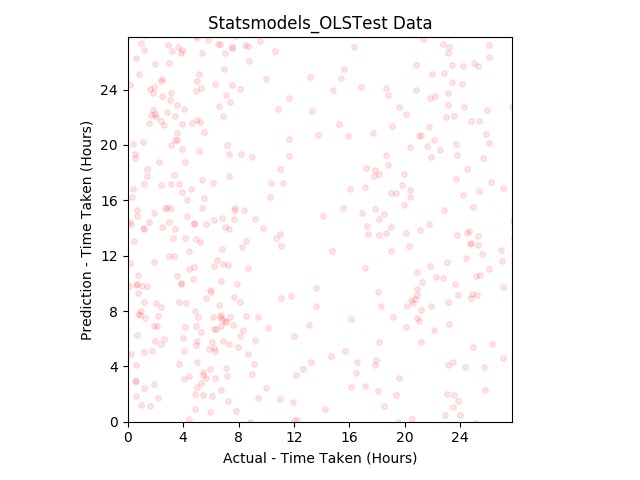 Statsmodels_OLSTest Data
Prediction - Time Taken (Hours)
24
20
16
12
8
4
0
0 4 8 12 16 20 24
Actual - Time Taken (Hours)